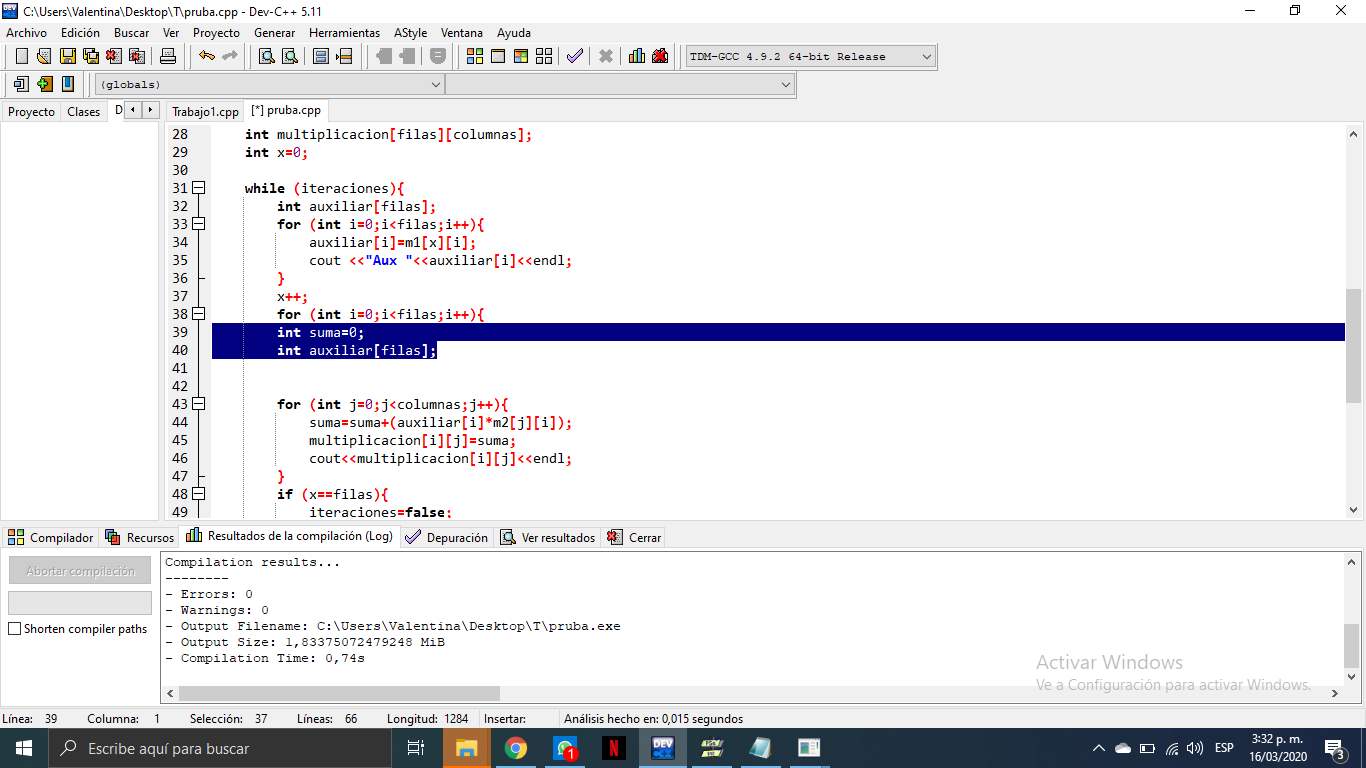 C:\Users\Valentina\Desktop\T\pruba.cpp - Dev-C++ 5.11
Archivo Edición Buscar Ver Proyecto Generar Herramientas AStyle Ventana Ayuda
TDM-GCC 4.9.2 64-bit Release
(globals)
Proyecto Clases D Trabajo1.cpp [*] pruba.cpp
28 int multiplicacion[filas][columnas];
29 int x=0;
30
31 while (iteraciones){
32 int auxiliar[filas];
33 for (int i=0;i<filas;i++){
34 auxiliar[i]=m1[x][i];
35 cout <<"Aux "<<auxiliar[i]<<endl;
36 }
37 x++;
38 for (int i=0;i<filas;i++){
39 int suma=0;
40 int auxiliar[filas];
41
42
43 for (int j=0;j<columnas;j++){
44 suma=suma+(auxiliar[i]*m2[j][i]);
45 multiplicacion[i][j]=suma;
46 cout<<multiplicacion[i][j]<<endl;
47 }
48 if (x==filas){
49 iteraciones=false;
Compilador Recursos Resultados de la compilación (Log) Depuración Ver resultados Cerrar
Abortar compilación
Shorten compiler paths
Compilation results...
--------
- Errors: 0
- Warnings: 0
- Output Filename: C:\Users\Valentina\Desktop\T\pruba.exe
- Output Size: 1,83375072479248 MiB
- Compilation Time: 0,74s
Activar Windows
Ve a Configuración para activar Windows.
Línea: 39 Columna: 1 Selección: 37 Líneas: 66 Longitud: 1284 Insertar: Análisis hecho en: 0,015 segundos
Escribe aquí para buscar
1
N
DEV
ESP
3:32 p. m.
16/03/2020
3